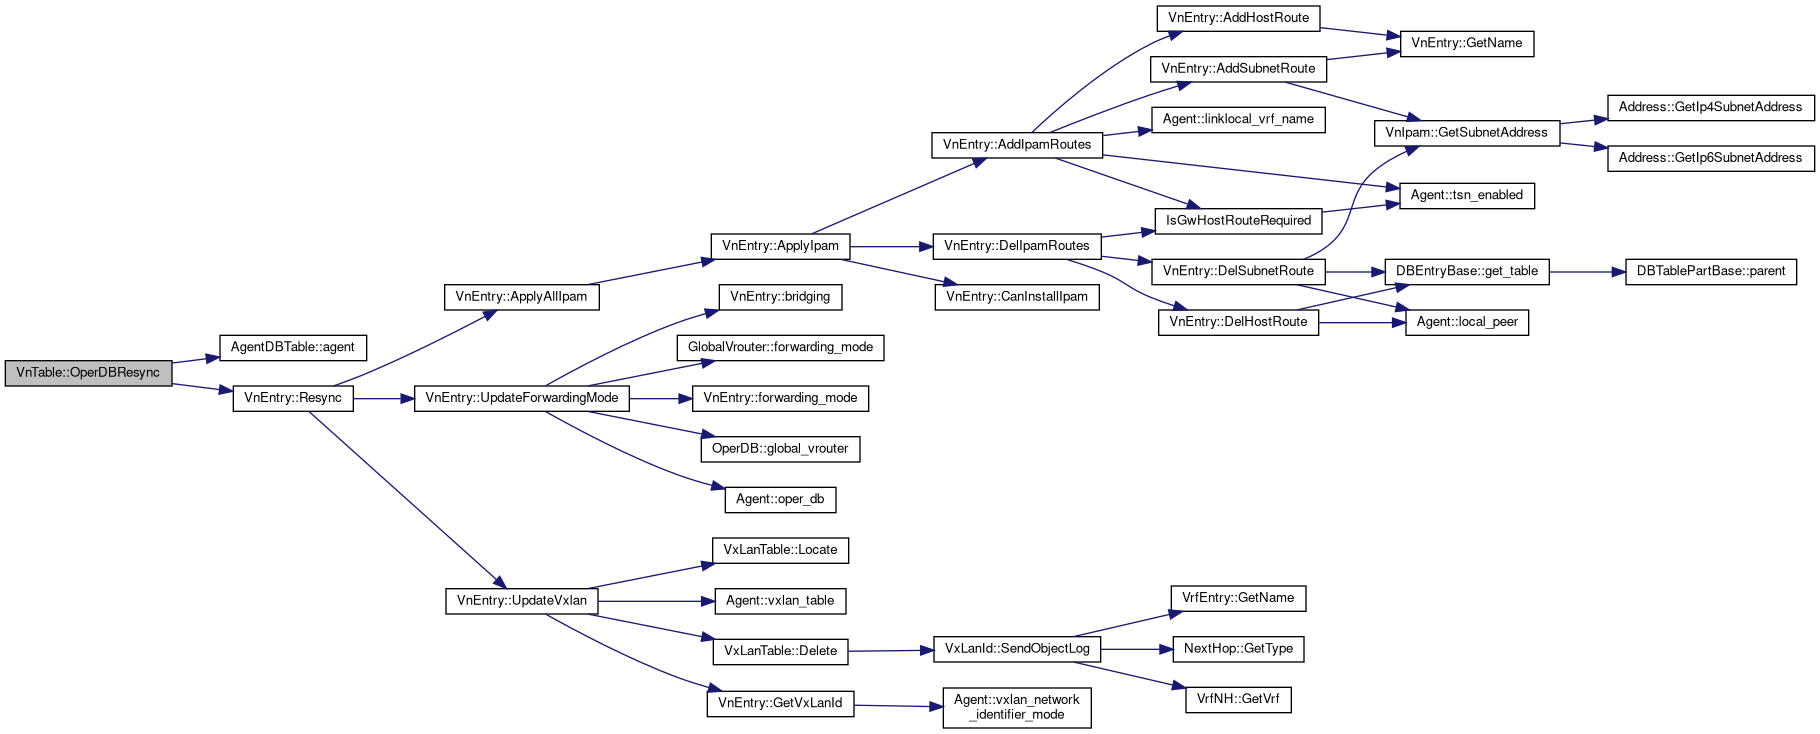 VnTable::OperDBResync
AgentDBTable::agent
VnEntry::Resync
VnEntry::ApplyAllIpam
VnEntry::UpdateForwardingMode
VnEntry::UpdateVxlan
VnEntry::ApplyIpam
VnEntry::bridging
GlobalVrouter::forwarding_mode
VnEntry::forwarding_mode
OperDB::global_vrouter
Agent::oper_db
VxLanTable::Locate
Agent::vxlan_table
VxLanTable::Delete
VnEntry::GetVxLanId
VnEntry::AddIpamRoutes
VnEntry::DelIpamRoutes
VnEntry::CanInstallIpam
VxLanId::SendObjectLog
Agent::vxlan_network
_identifier_mode
VnEntry::AddHostRoute
VnEntry::AddSubnetRoute
Agent::linklocal_vrf_name
IsGwHostRouteRequired
VnEntry::DelSubnetRoute
VnEntry::DelHostRoute
VrfEntry::GetName
NextHop::GetType
VrfNH::GetVrf
VnEntry::GetName
VnIpam::GetSubnetAddress
Agent::tsn_enabled
DBEntryBase::get_table
Agent::local_peer
Address::GetIp4SubnetAddress
Address::GetIp6SubnetAddress
DBTablePartBase::parent